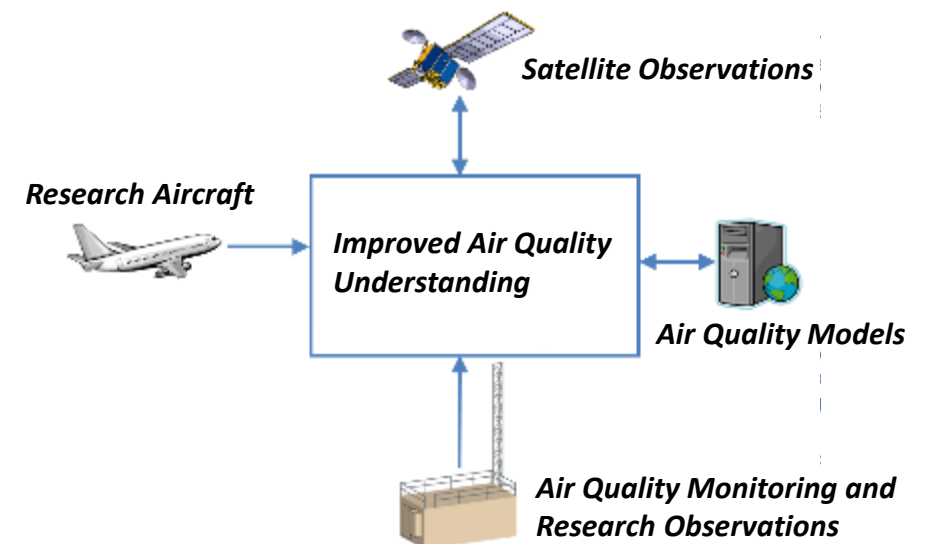 Satellite Observations
Research Aircraft
Improved Air Quality
Understanding
Air Quality Models
Air Quality Monitoring and
Research Observations